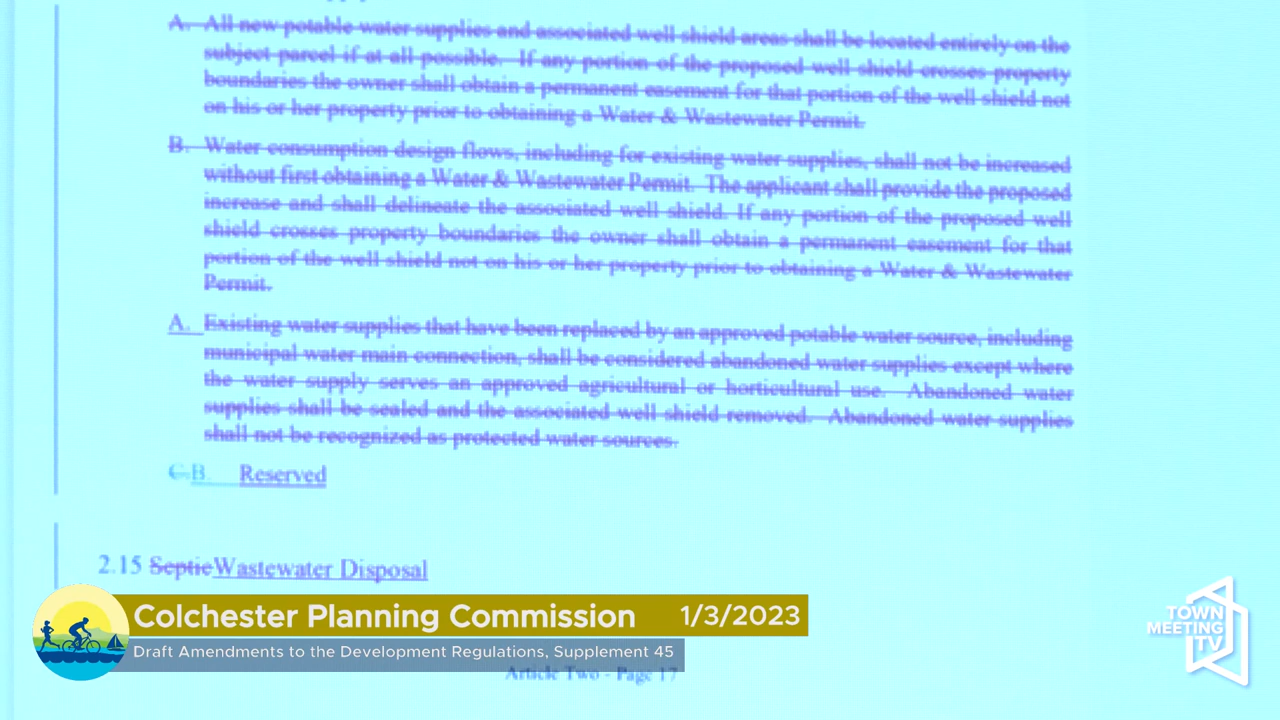 A. All new potable water supplies and associated well shield areas shall be located entirely on the
subject parcel if at all possible. If any portion of the proposed well shield crosses property
boundaries the owner shall obtain a permanent easement for that portion of the well shield not
on his or her property prior to obtaining a Water & Wastewater Permit.
B. Water consumption design flows, including for existing water supplies, shall not be increased
without first obtaining a Water & Wastewater Permit. The applicant shall provide the proposed
increase and shall delineate the associated well shield. If any portion of the proposed well
shield crosses property boundaries the owner shall obtain a permanent easement for that
portion of the well shield not on his or her property prior to obtaining a Water & Wastewater
Permit.
A. Existing water supplies that have been replaced by an approved potable water source, including
municipal water main connection, shall be considered abandoned water supplies except where
the water supply serves an approved agricultural or horticultural use. Abandoned water
supplies shall be sealed and the associated well shield removed. Abandoned water supplies
shall not be recognized as protected water sources.
C.B. Reserved
2.15 SepticWastewater Disposal
Colchester Planning Commission 1/3/2023
Draft Amendments to the Development Regulations, Supplement 45
Article Two - Page 17
TOWN
MEETING
TV